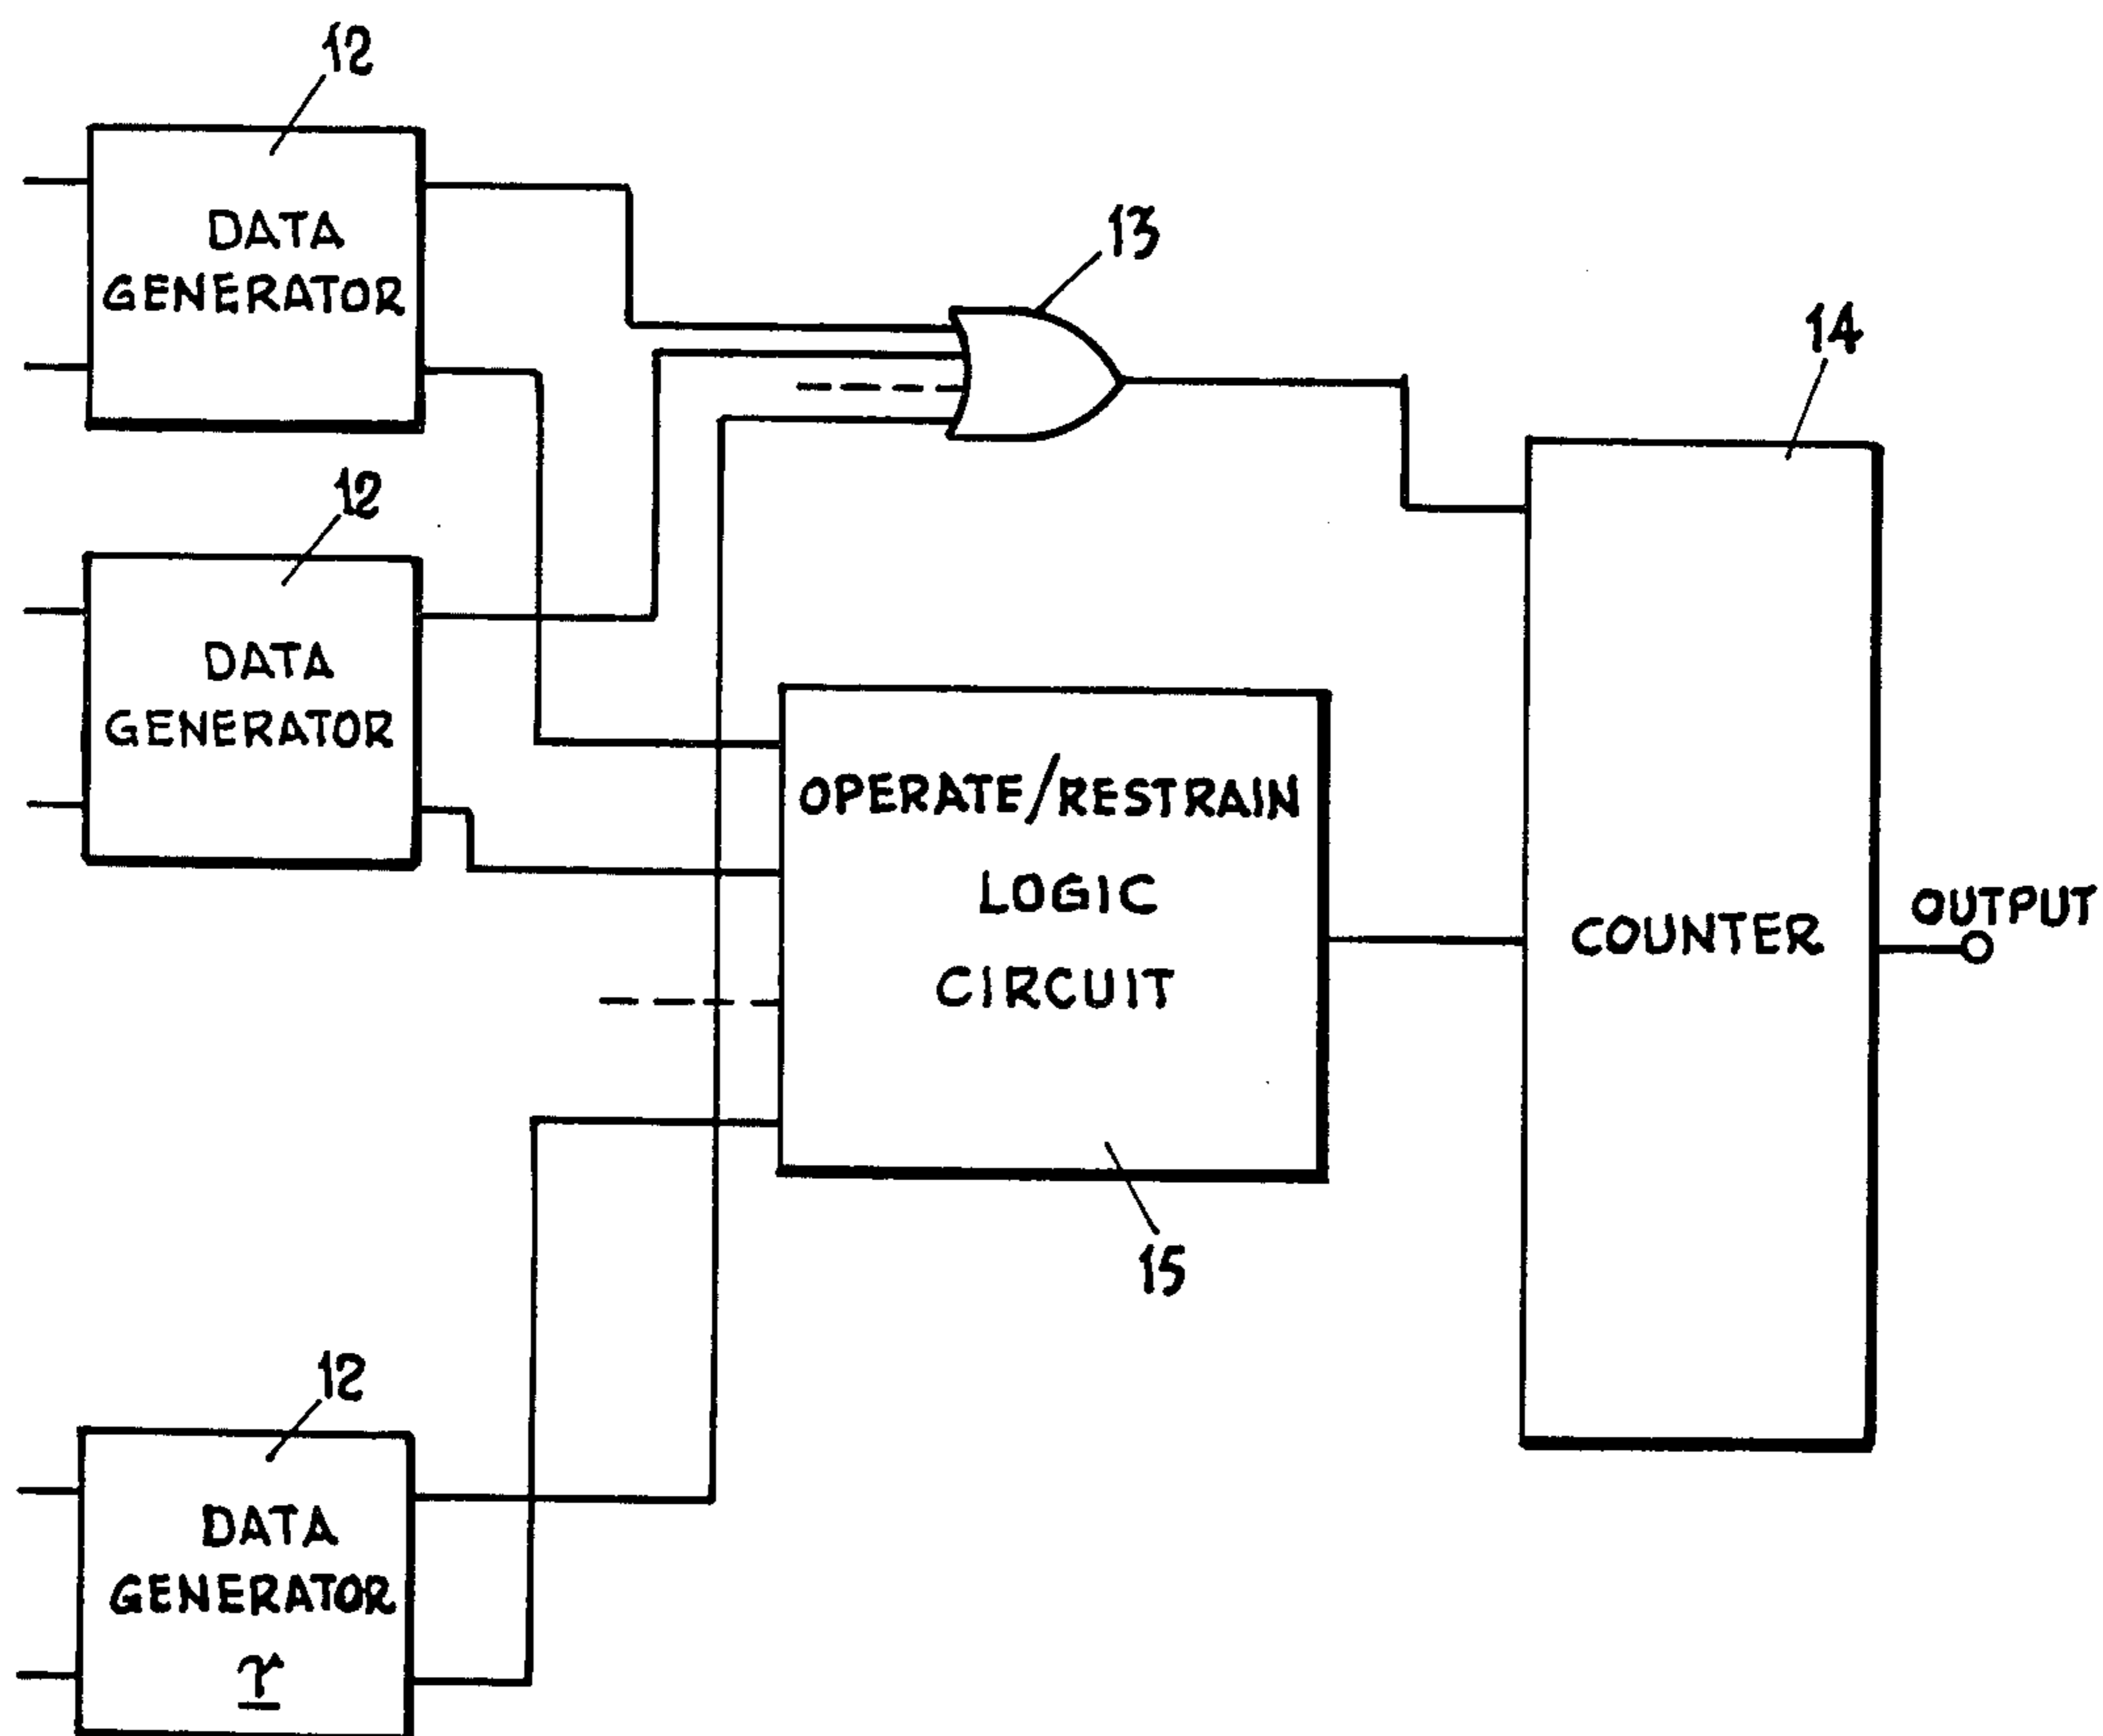 12
DATA
GENERATOR
13
14
12
DATA
GENERATOR
OPERATE/RESTRAIN
LOGIC
CIRCUIT
COUNTER
OUTPUT
15
12
DATA
GENERATOR